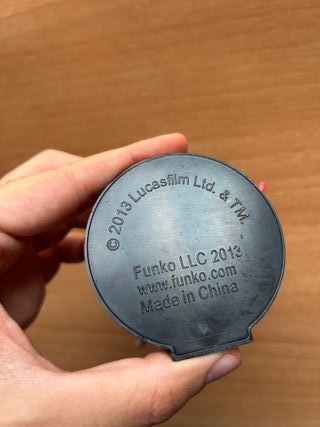 © 2013 Lucasfilm Ltd. & TM.
Funko LLC 2013
www.funko.com
Made in China